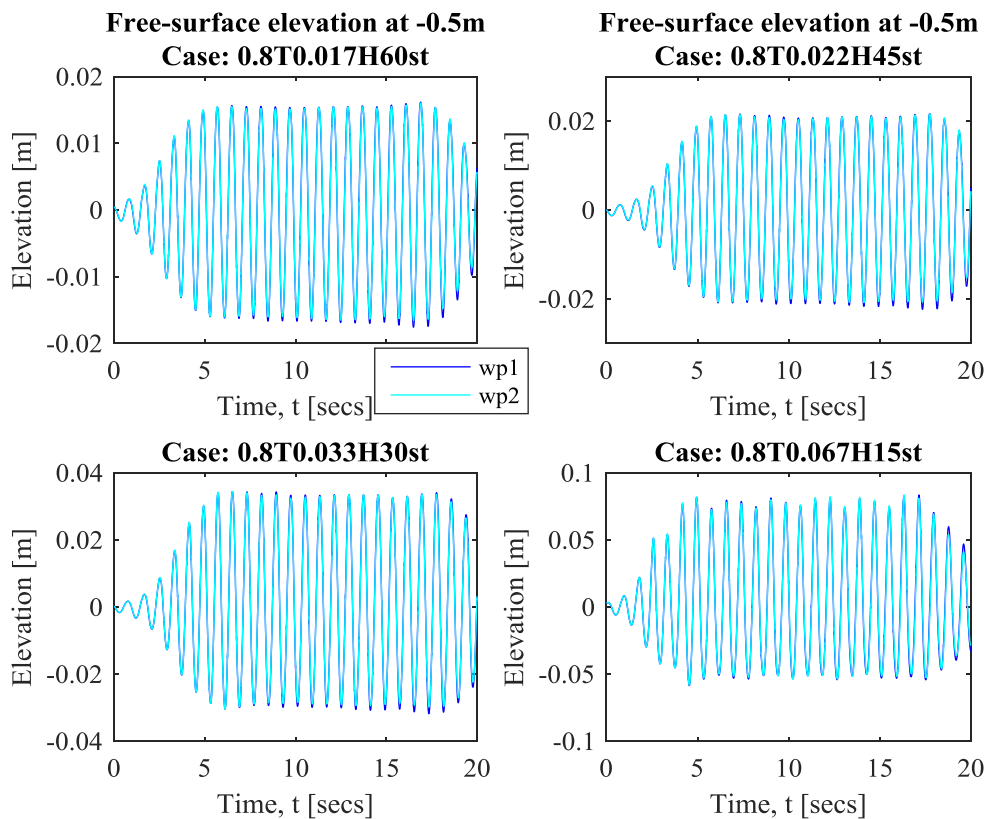 Free-surface elevation at -0.5m
Case: 0.8T0.017H60st
0.02
0.01
0
-0.01
-0.02
Elevation [m]
0
5
10
Time, t [secs]
Free-surface elevation at -0.5m
Case: 0.8T0.022H45st
0.02
0
-0.02
Elevation [m]
0
5
10
15
20
Time, t [secs]
wp1
wp2
Case: 0.8T0.033H30st
0.04
0.02
0
-0.02
-0.04
Elevation [m]
0
5
10
15
20
Time, t [secs]
Case: 0.8T0.067H15st
0.1
0.05
0
-0.05
-0.1
Elevation [m]
0
5
10
15
20
Time, t [secs]